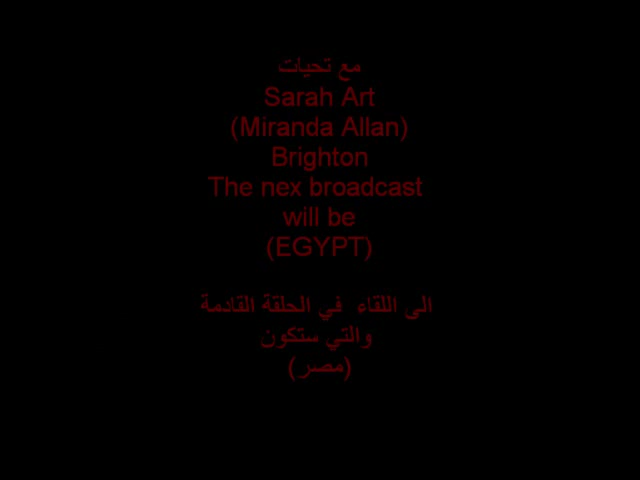 مع تحيات
Sarah Art
(Miranda Allan)
Brighton
The nex broadcast
will be
(EGYPT)
الى اللقاء في الحلقة القادمة
والتي ستكون
(مصر)